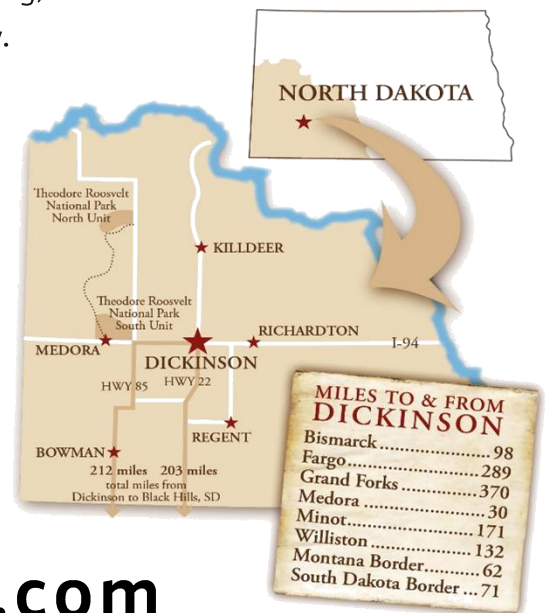 NORTH DAKOTA
Theodore Roosvelt
National Park
North Unit
KILLDEER
Theodore Roosvelt
National Park
South Unit
MEDORA
RICHARDTON
I-94
DICKINSON
HWY 85
HWY 22
REGENT
BOWMAN
212 miles 203 miles
total miles from
Dickinson to Black Hills, SD
MILES TO & FROM
DICKINSON
Bismarck..........................98
Fargo..............................289
Grand Forks..................370
Medora...........................30
Minot.............................171
Williston.......................132
Montana Border............62
South Dakota Border ...71
.com